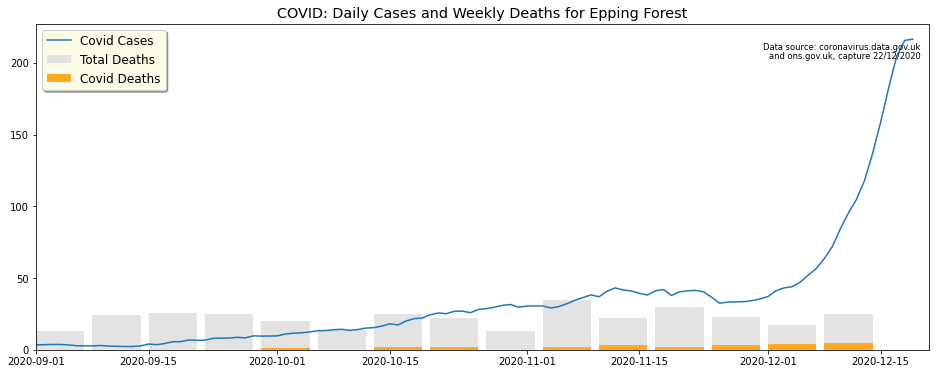 COVID: Daily Cases and Weekly Deaths for Epping Forest
Covid Cases
Total Deaths
Covid Deaths
Data source: coronavirus.data.gov.uk
and ons.gov.uk, capture 22/12/2020
200
150
100
50
0
2020-09-01 2020-09-15 2020-10-01 2020-10-15 2020-11-01 2020-11-15 2020-12-01 2020-12-15